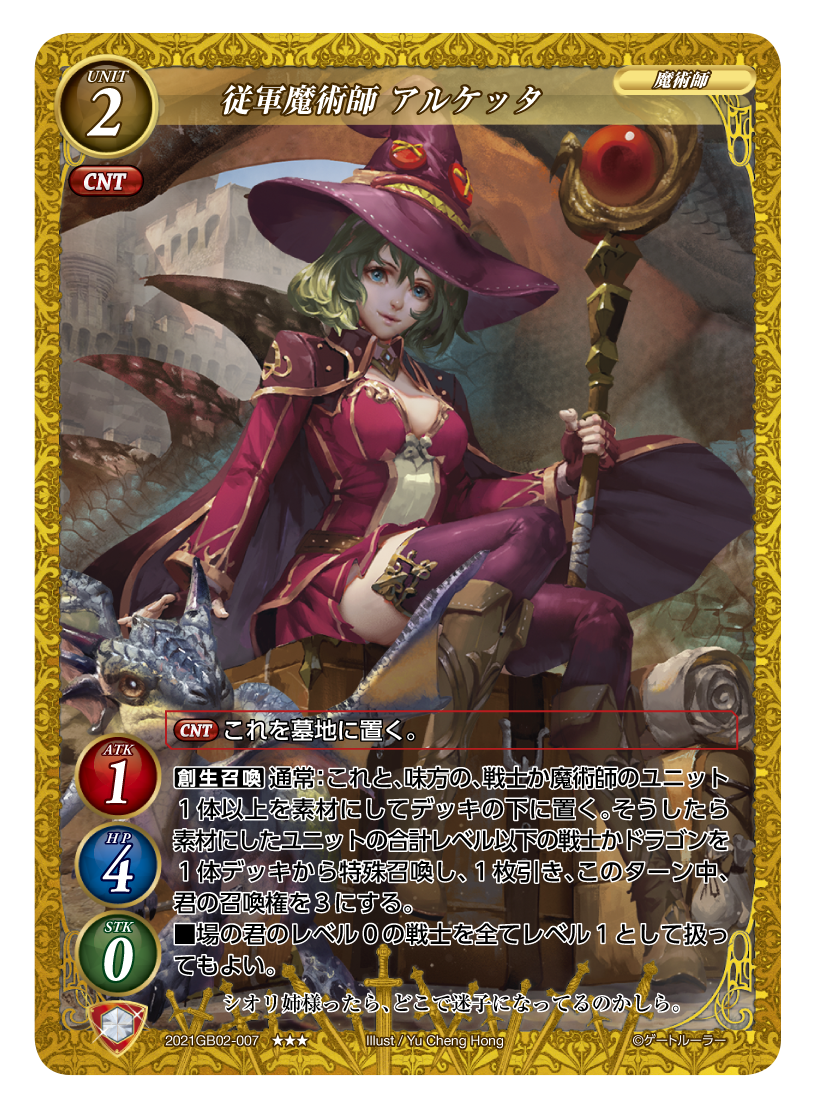 UNIT
2
従軍魔術師 アルケッタ
魔術師
CNT
CNT これを墓地に置く。
ATK
1
HP
4
STK
0
創生召喚 通常：これと、味方の、戦士か魔術師のユニット
１体以上を素材にしてデッキの下に置く。そうしたら
素材にしたユニットの合計レベル以下の戦士かドラゴンを
１体デッキから特殊召喚し、１枚引き、このターン中、
君の召喚権を３にする。
■場の君のレベル０の戦士を全てレベル１として扱っ
てもよい。
シオリ姉様ったら、どこで迷子になってるのかしら。
2021GB02-007 ★★★ Illust / Yu Cheng Hong ©ゲートルーラー